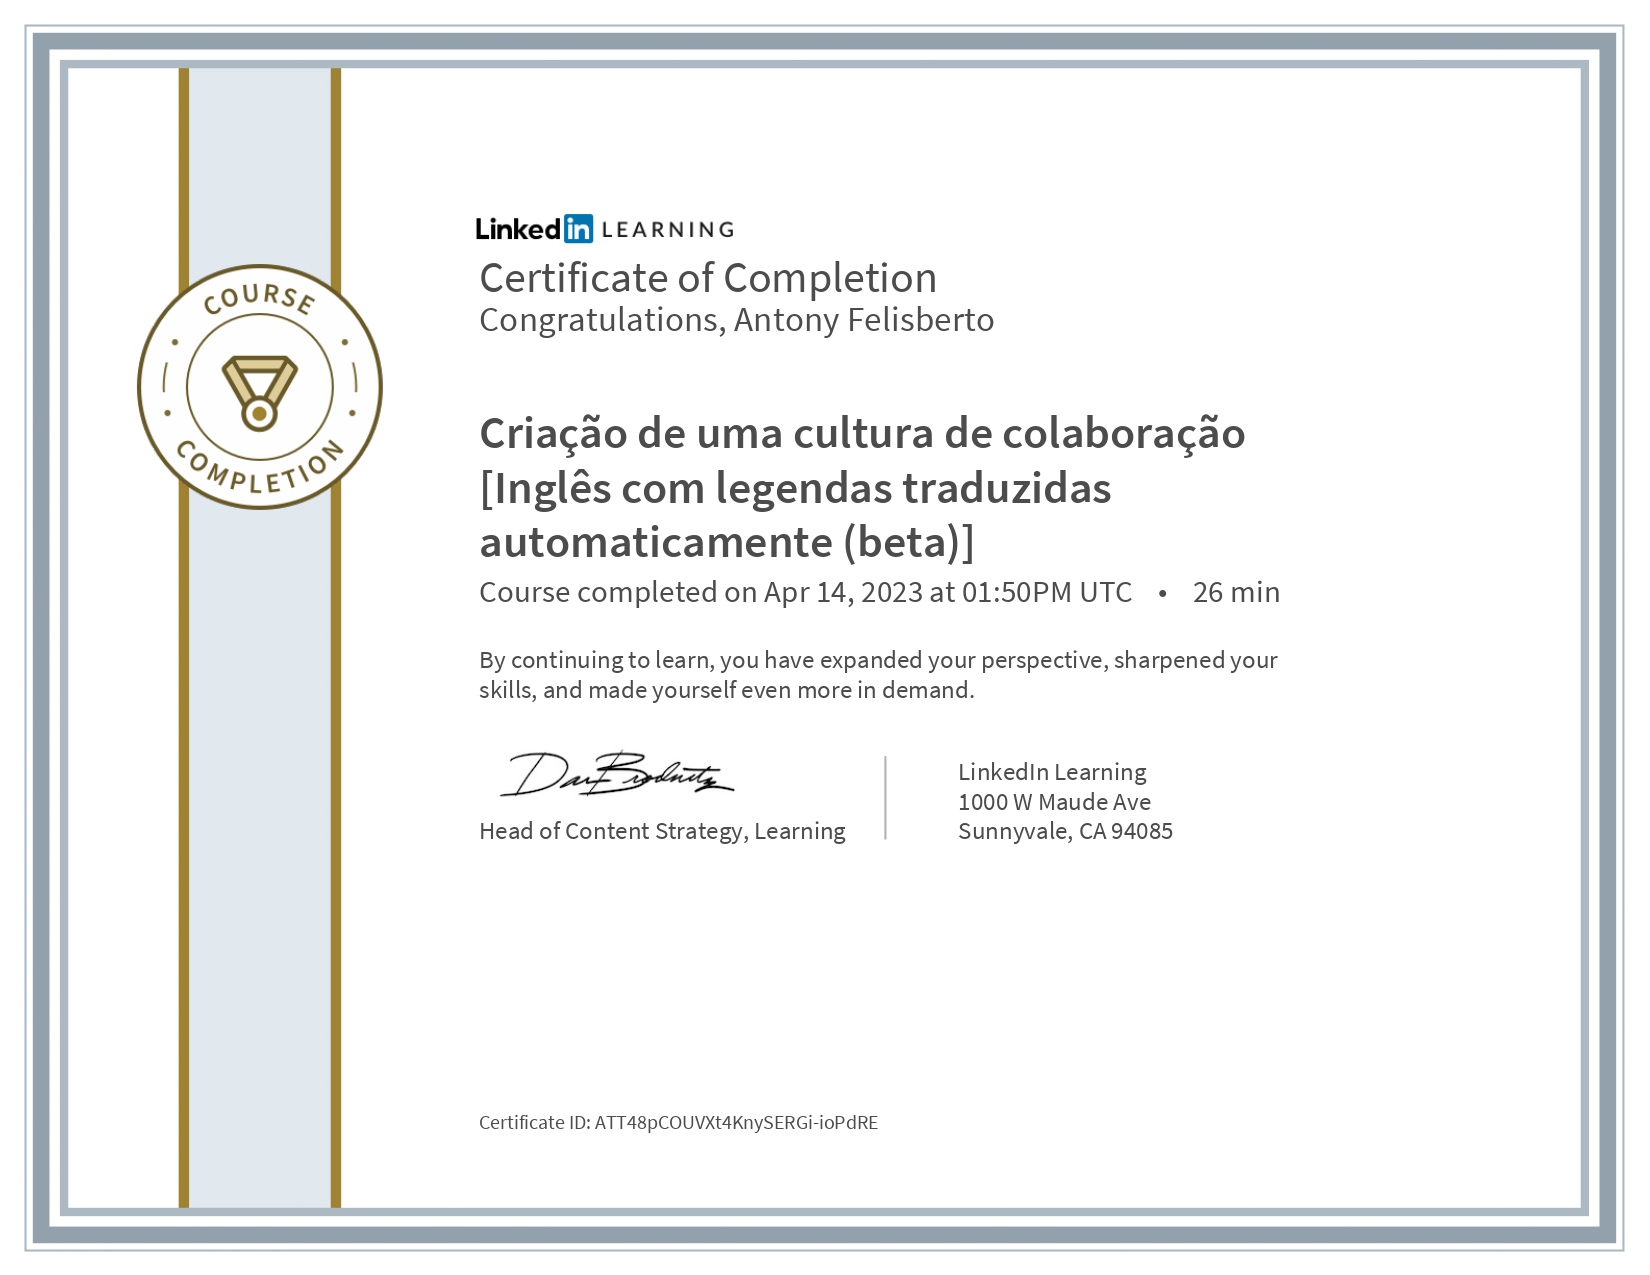 COURSE
COMPLETION
Linkedin LEARNING
Certificate of Completion
Congratulations, Antony Felisberto
Criação de uma cultura de colaboração
[Inglês com legendas traduzidas
automaticamente (beta)]
Course completed on Apr 14, 2023 at 01:50PM UTC • 26 min
By continuing to learn, you have expanded your perspective, sharpened your
skills, and made yourself even more in demand.
Dan Brodnitz
Head of Content Strategy, Learning
LinkedIn Learning
1000 W Maude Ave
Sunnyvale, CA 94085
Certificate ID: ATT48pCOUVXt4KnySERGi-ioPdRE